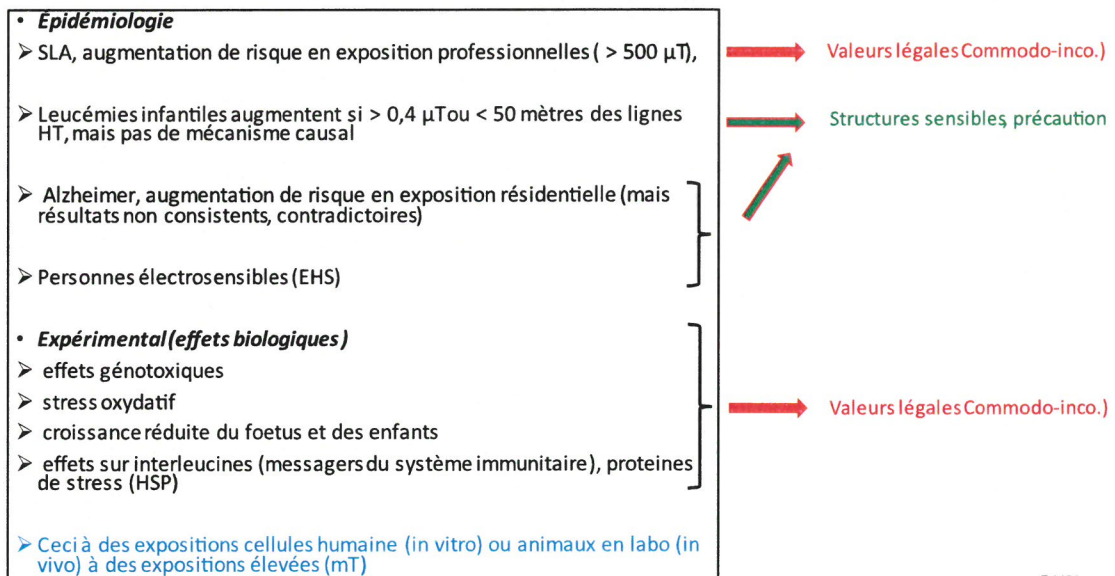 • Épidémiologie
➢ SLA, augmentation de risque en exposition professionnelles ( > 500 µT),
Valeurs légales Commodo-inco.)
➢ Leucémies infantiles augmentent si > 0,4 µTou < 50 mètres des lignes
HT, mais pas de mécanisme causal
Structures sensibles, précaution
➢ Alzheimer, augmentation de risque en exposition résidentielle (mais
résultats non consistents, contradictoires)
➢ Personnes électrosensibles (EHS)
• Expérimental (effets biologiques)
➢ effets génotoxiques
➢ stress oxydatif
➢ croissance réduite du foetus et des enfants
➢ effets sur interleucines (messagers du système immunitaire), proteines
de stress (HSP)
Valeurs légales Commodo-inco.)
➢ Ceci à des expositions cellules humaine (in vitro) ou animaux en labo (in
vivo) à des expositions élevées (mT)